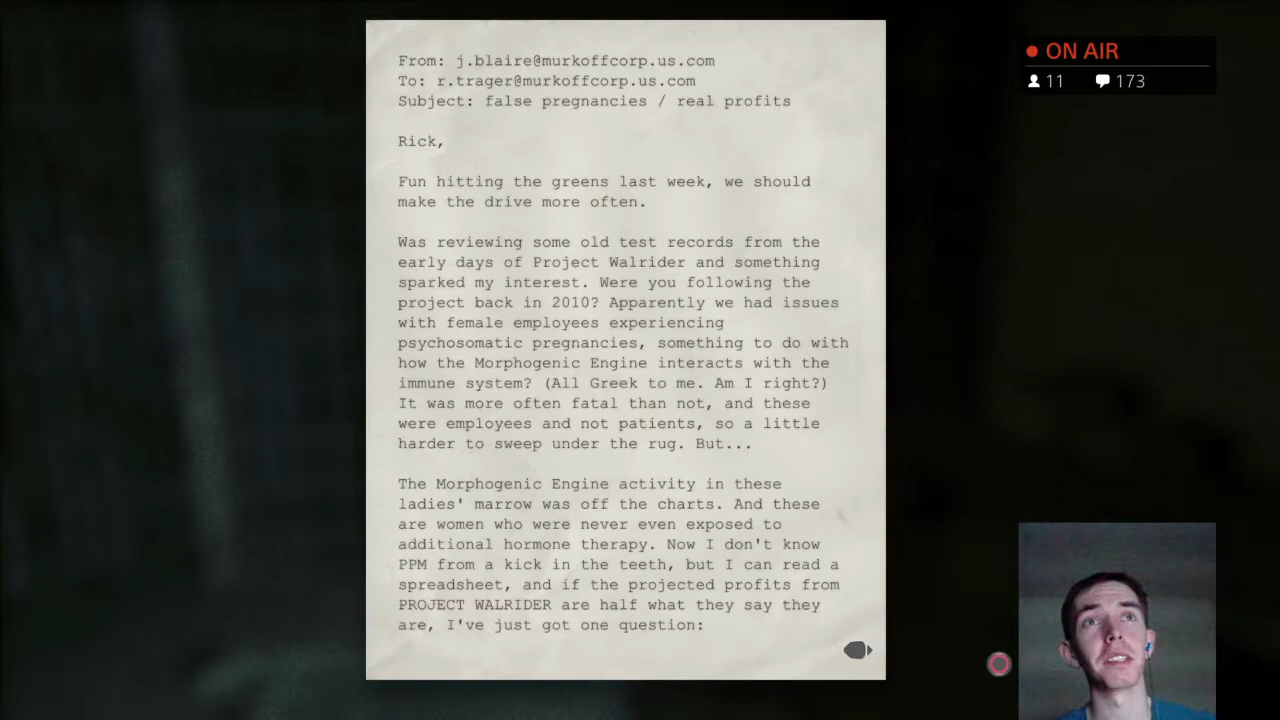 From: j.blaire@murkoffcorp.us.com
To: r.trager@murkoffcorp.us.com
Subject: false pregnancies / real profits
Rick,
Fun hitting the greens last week, we should
make the drive more often.
Was reviewing some old test records from the
early days of Project Walrider and something
sparked my interest. Were you following the
project back in 2010? Apparently we had issues
with female employees experiencing
psychosomatic pregnancies, something to do with
how the Morphogenic Engine interacts with the
immune system? (All Greek to me. Am I right?)
It was more often fatal than not, and these
were employees and not patients, so a little
harder to sweep under the rug. But...
The Morphogenic Engine activity in these
ladies' marrow was off the charts. And these
are women who were never even exposed to
additional hormone therapy. Now I don't know
PPM from a kick in the teeth, but I can read a
spreadsheet, and if the projected profits from
PROJECT WALRIDER are half what they say they
are, I've just got one question:
ON AIR
11 173